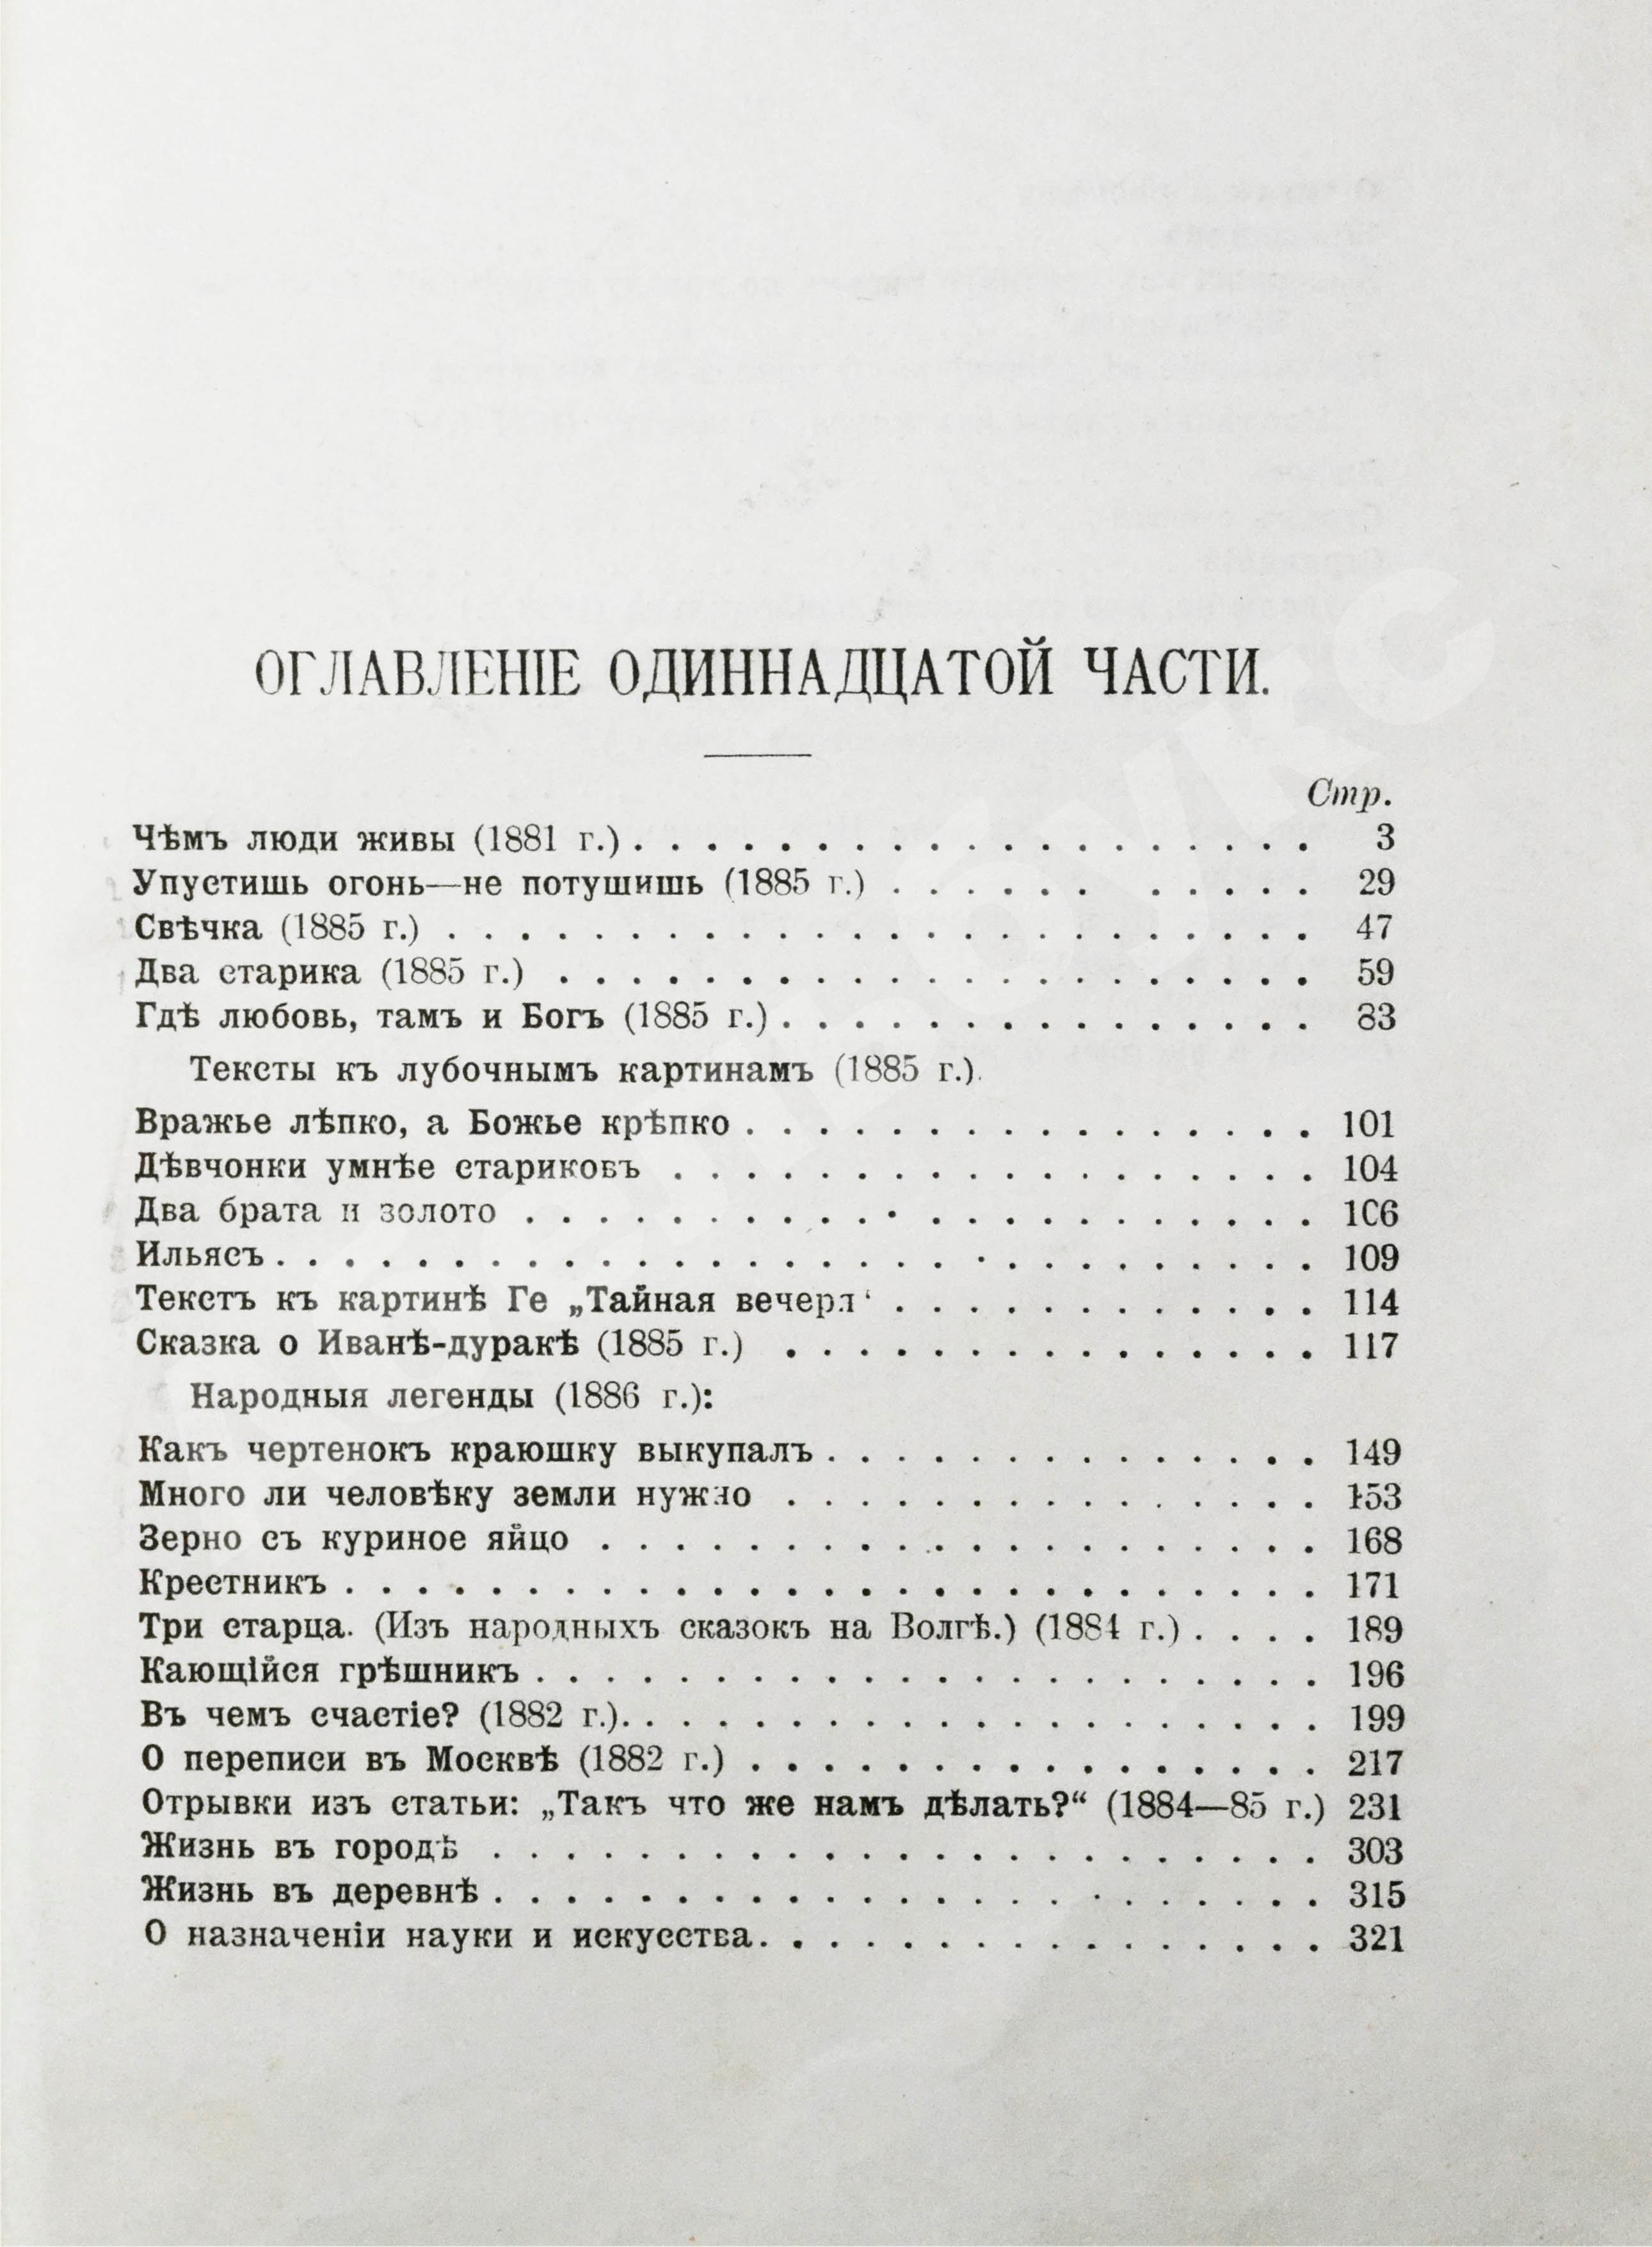 ОГЛАВЛЕНІЕ ОДИННАДЦАТОЙ ЧАСТИ.
Стр.
Чѣмъ люди живы (1881 г.) . . . . . . . . . . . . . . . . . . . 3
Упустишь огонь—не потушишь (1885 г.) . . . . . . . . . . . 29
Свѣчка (1885 г.) . . . . . . . . . . . . . . . . . . . . . . . . 47
Два старика (1885 г.) . . . . . . . . . . . . . . . . . . . . . 59
Гдѣ любовь, тамъ и Богъ (1885 г.) . . . . . . . . . . . . . . . 83
Тексты къ лубочнымъ картинамъ (1885 г.).
Вражье лѣпко, а Божье крѣпко . . . . . . . . . . . . . . . . 101
Дѣвчонки умнѣе стариковъ . . . . . . . . . . . . . . . . . . 104
Два брата и золото . . . . . . . . . . . . . . . . . . . . . . 106
Ильясъ . . . . . . . . . . . . . . . . . . . . . . . . . . . . . 109
Текстъ къ картинѣ Ге „Тайная вечеря“ . . . . . . . . . . . . 114
Сказка о Иванѣ-дуракѣ (1885 г.) . . . . . . . . . . . . . . . 117
Народныя легенды (1886 г.):
Какъ чертенокъ краюшку выкупалъ . . . . . . . . . . . . . . 149
Много ли человѣку земли нужно . . . . . . . . . . . . . . . 153
Зерно съ куриное яйцо . . . . . . . . . . . . . . . . . . . . 168
Крестникъ . . . . . . . . . . . . . . . . . . . . . . . . . . . 171
Три старца. (Изъ народныхъ сказокъ на Волгѣ.) (1884 г.) . . . . 189
Кающійся грѣшникъ . . . . . . . . . . . . . . . . . . . . . . 196
Въ чемъ счастіе? (1882 г.). . . . . . . . . . . . . . . . . . . . 199
О переписи въ Москвѣ (1882 г.) . . . . . . . . . . . . . . . . 217
Отрывки изъ статьи: „Такъ что же намъ дѣлать?“ (1884—85 г.) 231
Жизнь въ городѣ . . . . . . . . . . . . . . . . . . . . . . . 303
Жизнь въ деревнѣ . . . . . . . . . . . . . . . . . . . . . . . 315
О назначеніи науки и искусства. . . . . . . . . . . . . . . . . 321